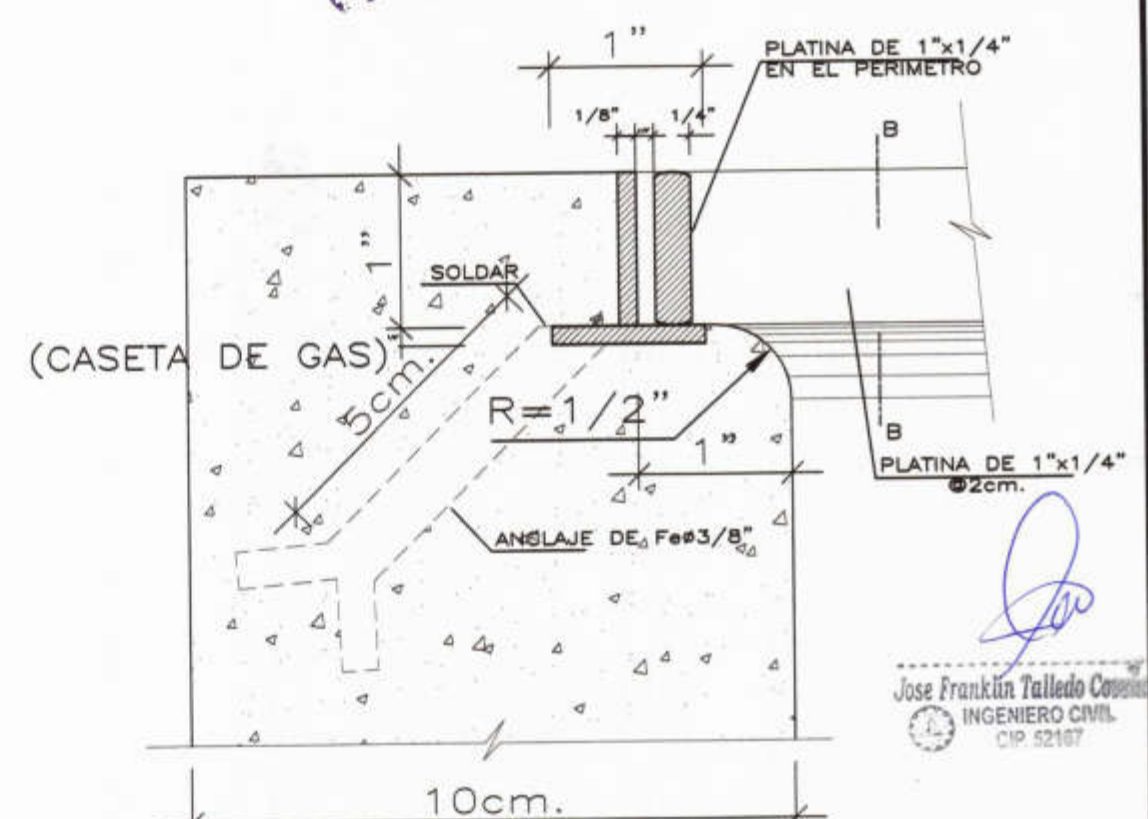 1"
PLATINA DE 1"x1/4"
EN EL PERIMETRO
1/8"
1/4"
B
1"
SOLDAR
(CASETA DE GAS)
5cm.
R=1/2"
1"
B
PLATINA DE 1"x1/4"
@2cm.
ANCLAJE DE Feø3/8"
Jose Franklin Talledo
INGENIERO CIVIL
CIP. 52167
10cm.